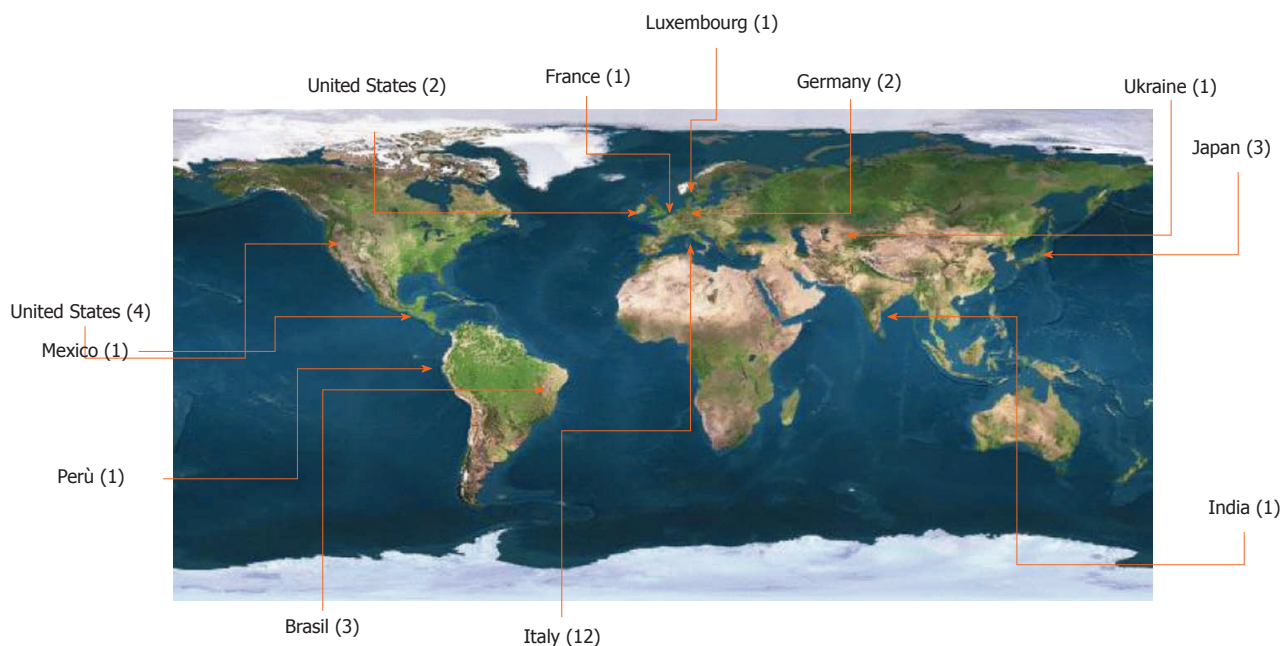 Luxembourg (1)
United States (2)
France (1)
Germany (2)
Ukraine (1)
Japan (3)
United States (4)
Mexico (1)
Perù (1)
India (1)
Brasil (3)
Italy (12)